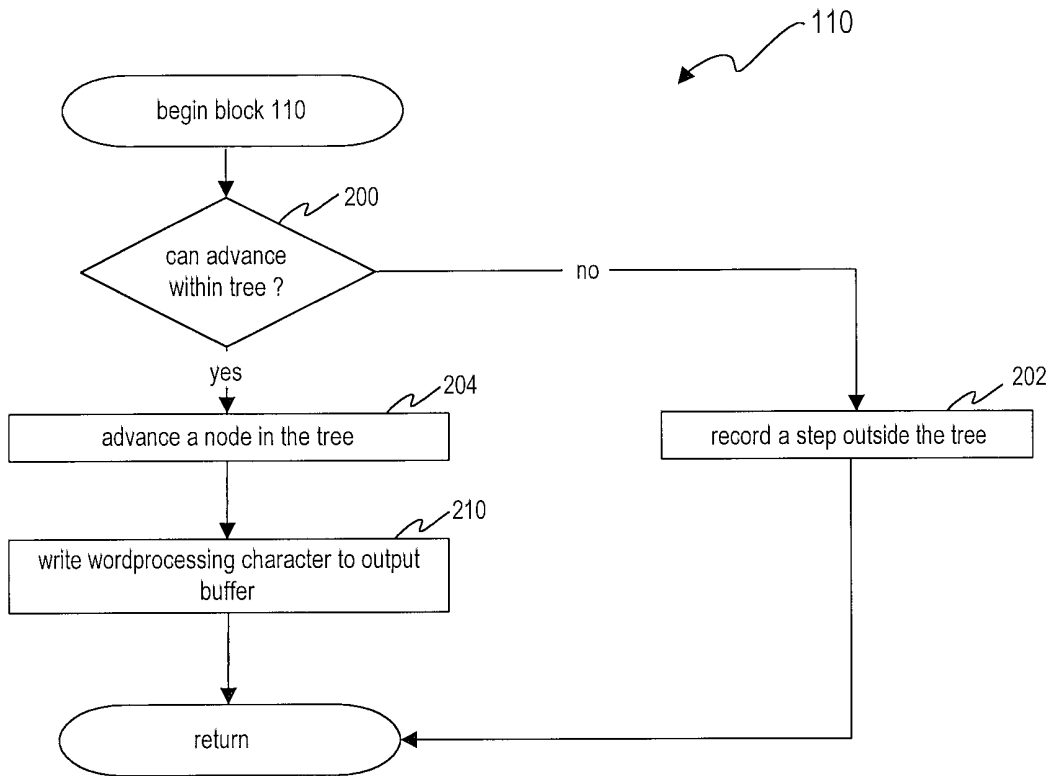 110
begin block 110
200
can advance
within tree ?
no
yes
204
advance a node in the tree
202
record a step outside the tree
210
write wordprocessing character to output
buffer
return